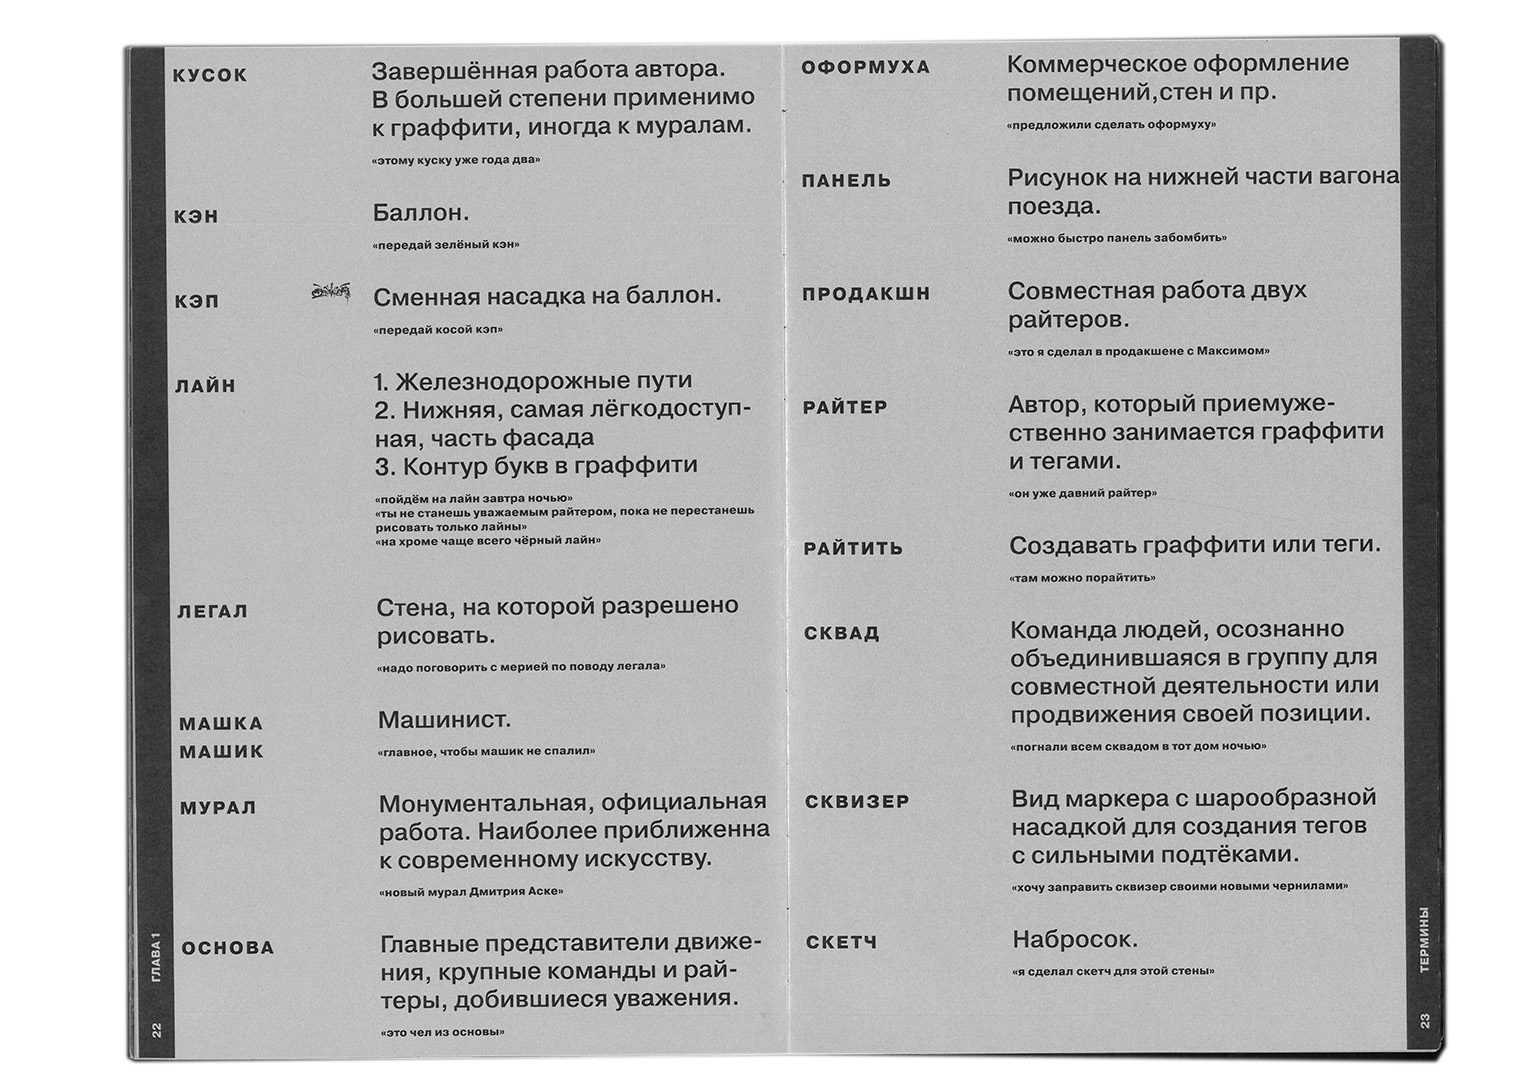 КУСОК
Завершённая работа автора.
В большей степени применимо
к граффити, иногда к муралам.
«этому куску уже года два»
КЭН
Баллон.
«передай зелёный кэн»
КЭП
Сменная насадка на баллон.
«передай косой кэп»
ЛАЙН
1. Железнодорожные пути
2. Нижняя, самая лёгкодоступ-
ная, часть фасада
3. Контур букв в граффити
«пойдём на лайн завтра ночью»
«ты не станешь уважаемым райтером, пока не перестанешь
рисовать только лайны»
«на хроме чаще всего чёрный лайн»
ЛЕГАЛ
Стена, на которой разрешено
рисовать.
«надо поговорить с мерией по поводу легала»
МАШКА
МАШИК
Машинист.
«главное, чтобы машик не спалил»
МУРАЛ
Монументальная, официальная
работа. Наиболее приближенна
к современному искусству.
«новый мурал Дмитрия Аске»
ОСНОВА
Главные представители движе-
ния, крупные команды и рай-
теры, добившиеся уважения.
«это чел из основы»
ГЛАВА 1
22
ОФОРМУХА
Коммерческое оформление
помещений,стен и пр.
«предложили сделать оформуху»
ПАНЕЛЬ
Рисунок на нижней части вагона
поезда.
«можно быстро панель забомбить»
ПРОДАКШН
Совместная работа двух
райтеров.
«это я сделал в продакшене с Максимом»
РАЙТЕР
Автор, который приемуже-
ственно занимается граффити
и тегами.
«он уже давний райтер»
РАЙТИТЬ
Создавать граффити или теги.
«там можно порайтить»
СКВАД
Команда людей, осознанно
объединившаяся в группу для
совместной деятельности или
продвижения своей позиции.
«погнали всем сквадом в тот дом ночью»
СКВИЗЕР
Вид маркера с шарообразной
насадкой для создания тегов
с сильными подтёками.
«хочу заправить сквизер своими новыми чернилами»
СКЕТЧ
Набросок.
«я сделал скетч для этой стены»
ТЕРМИНЫ
23